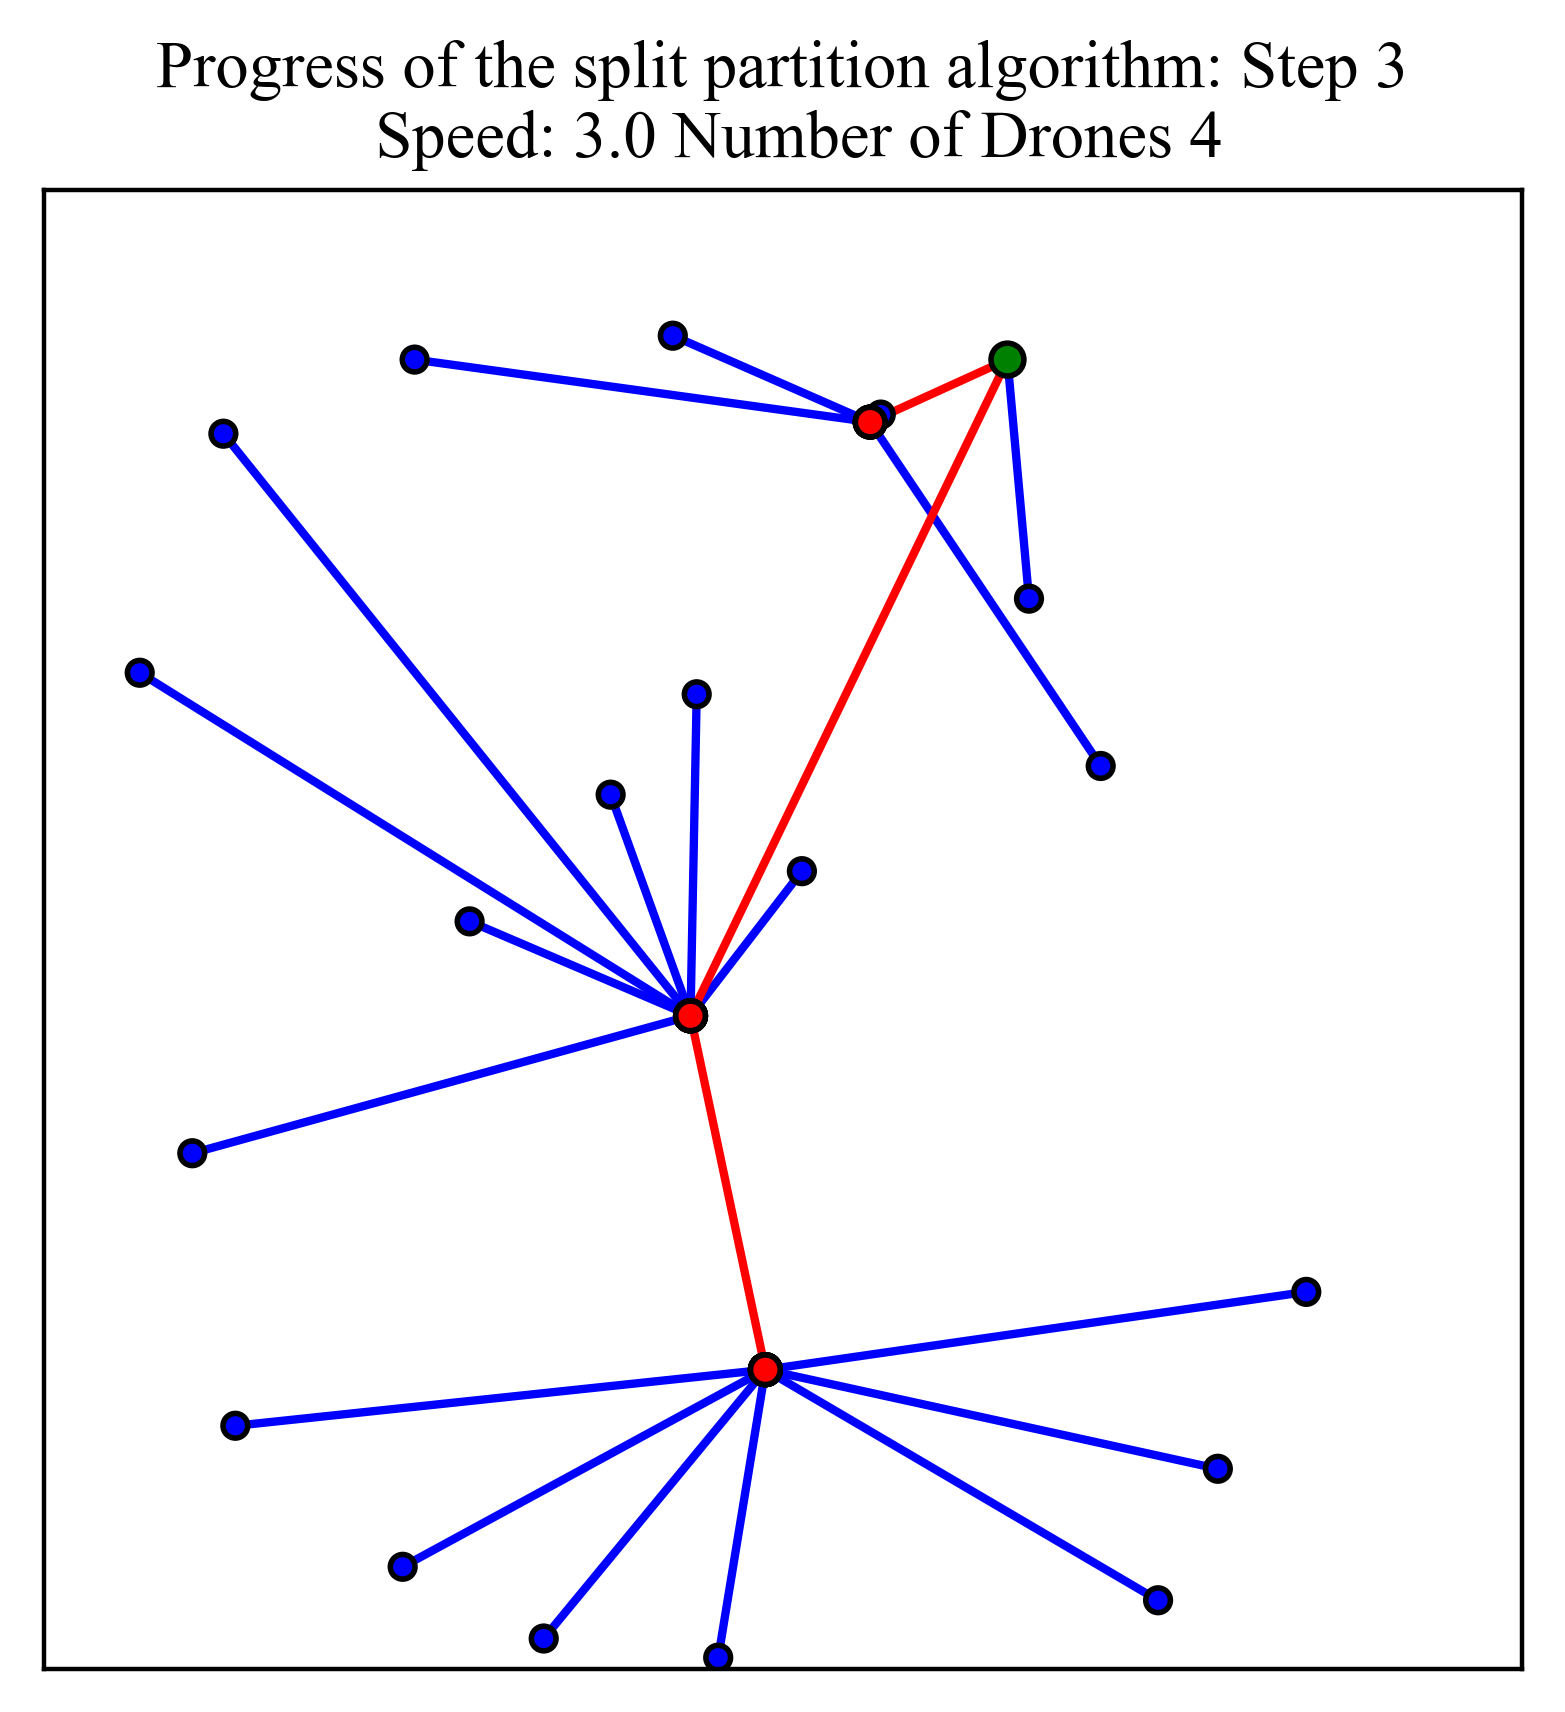 Progress of the split partition algorithm: Step 3
Speed: 3.0 Number of Drones 4